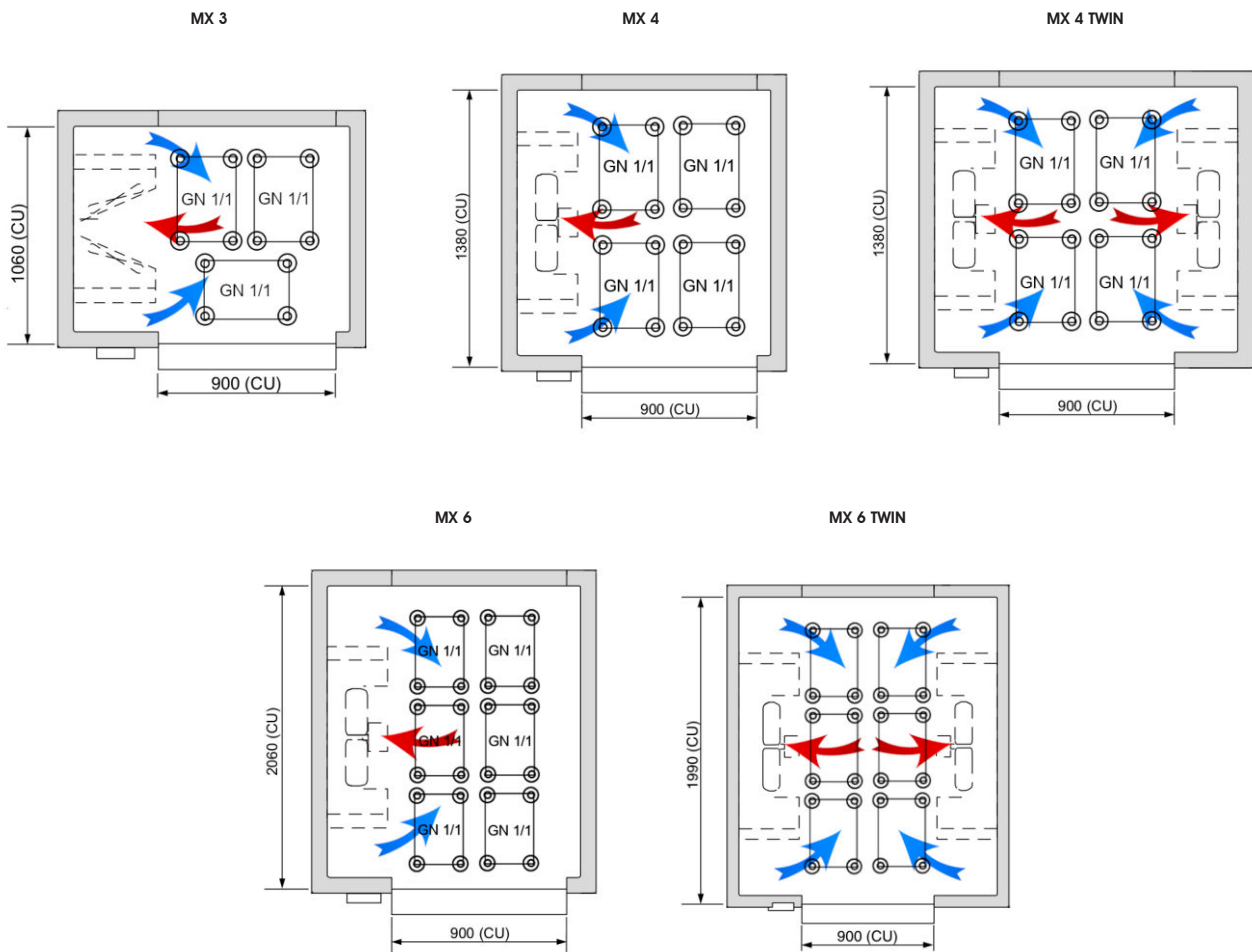 MX 3
MX 4
MX 4 TWIN
1060 (CU)
GN 1/1
GN 1/1
GN 1/1
900 (CU)
1380 (CU)
GN 1/1
GN 1/1
GN 1/1
GN 1/1
900 (CU)
1380 (CU)
GN 1/1
GN 1/1
GN 1/1
GN 1/1
900 (CU)
MX 6
MX 6 TWIN
2060 (CU)
GN 1/1
GN 1/1
GN 1/1
GN 1/1
GN 1/1
GN 1/1
900 (CU)
1990 (CU)
900 (CU)